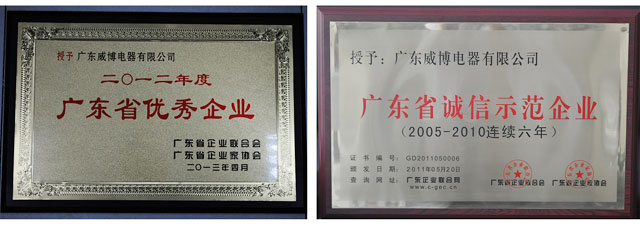 授予 广东威博电器有限公司
二〇一二年度
广东省优秀企业
广东省企业联合会
广东省企业家协会
二〇一三年四月
授予：广东威博电器有限公司
广东省诚信示范企业
(2005-2010连续六年)
证书编号：GD2011050006
颁发日期：2011年05月20日
查询网址：广东企业联合网
www.c-gec.cn
广东省企业联合会 广东省企业家协会